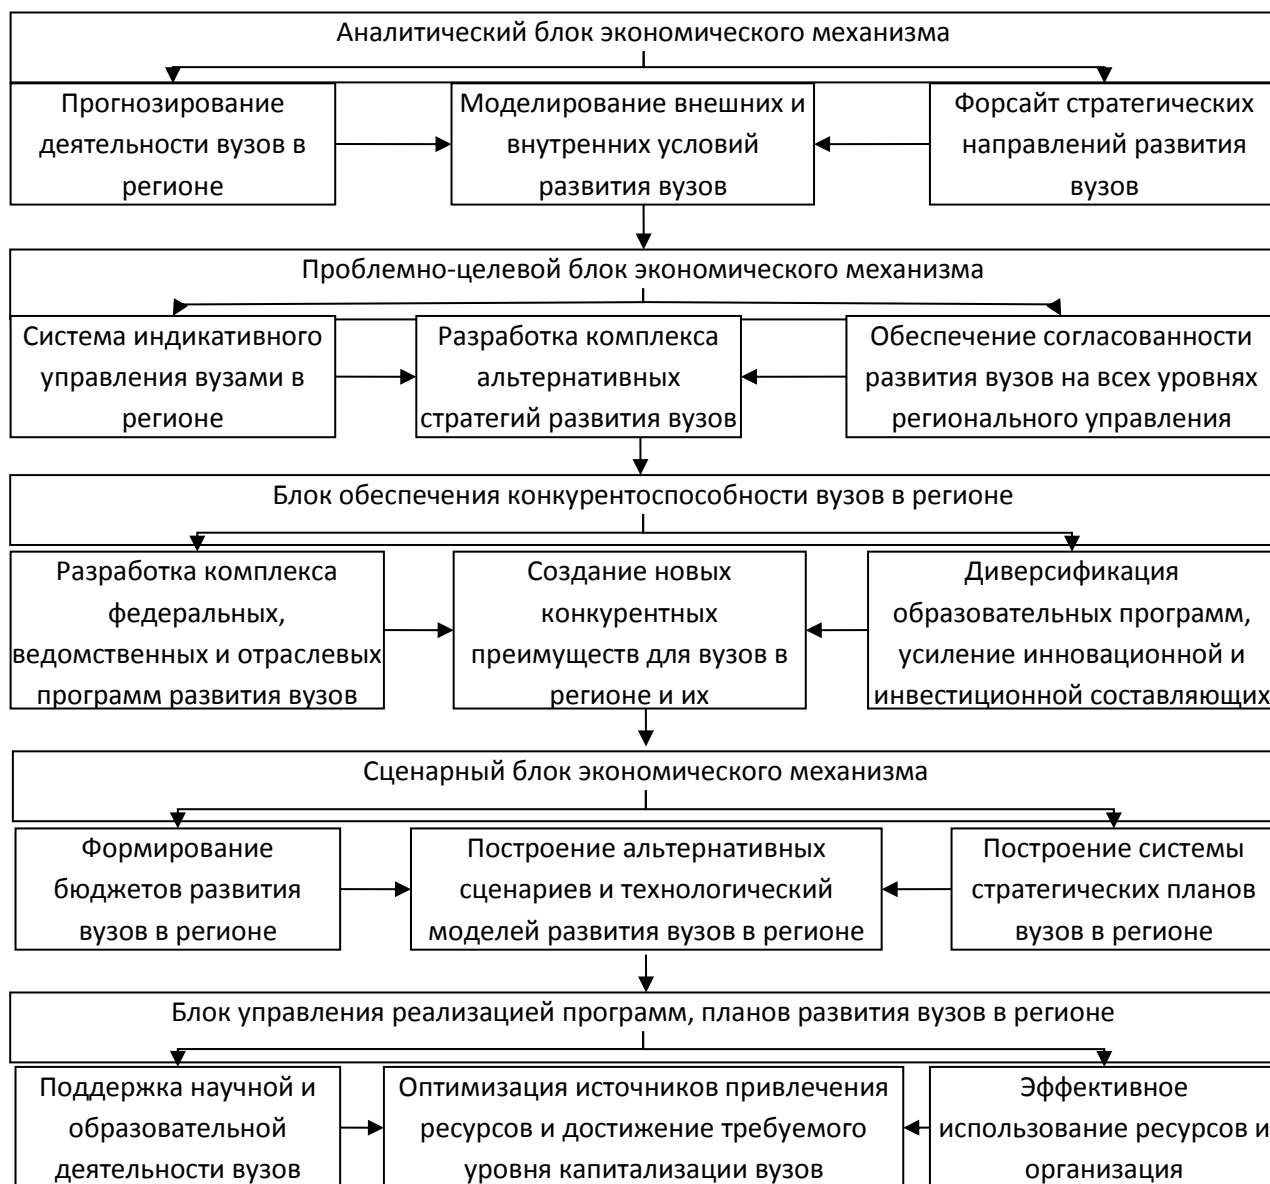 Аналитический блок экономического механизма
Прогнозирование
деятельности вузов в
регионе
Моделирование внешних и
внутренних условий
развития вузов
Форсайт стратегических
направлений развития
вузов
Проблемно-целевой блок экономического механизма
Система индикативного
управления вузами в
регионе
Разработка комплекса
альтернативных
стратегий развития вузов
Обеспечение согласованности
развития вузов на всех уровнях
регионального управления
Блок обеспечения конкурентоспособности вузов в регионе
Разработка комплекса
федеральных,
ведомственных и отраслевых
программ развития вузов
Создание новых
конкурентных
преимуществ для вузов в
регионе и их
Диверсификация
образовательных программ,
усиление инновационной и
инвестиционной составляющих
Сценарный блок экономического механизма
Формирование
бюджетов развития
вузов в регионе
Построение альтернативных
сценариев и технологический
моделей развития вузов в регионе
Построение системы
стратегических планов
вузов в регионе
Блок управления реализацией программ, планов развития вузов в регионе
Поддержка научной и
образовательной
деятельности вузов
Оптимизация источников привлечения
ресурсов и достижение требуемого
уровня капитализации вузов
Эффективное
использование ресурсов и
организация